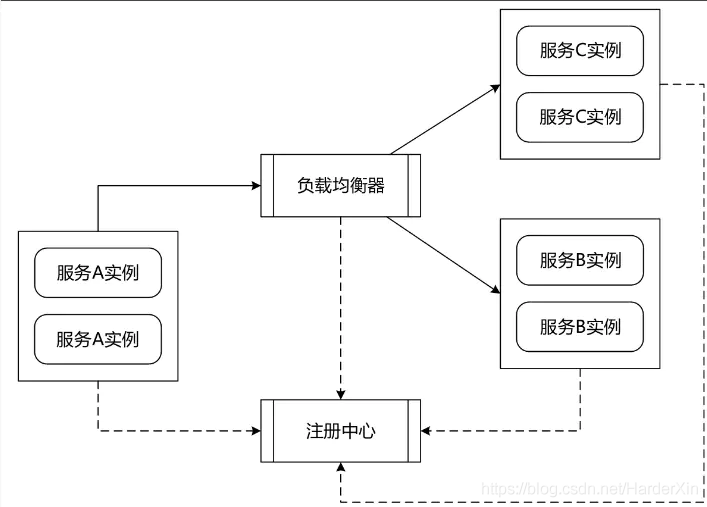 服务C实例
服务C实例
负载均衡器
服务A实例
服务A实例
服务B实例
服务B实例
注册中心
https://blog.csdn.net/HarderXin